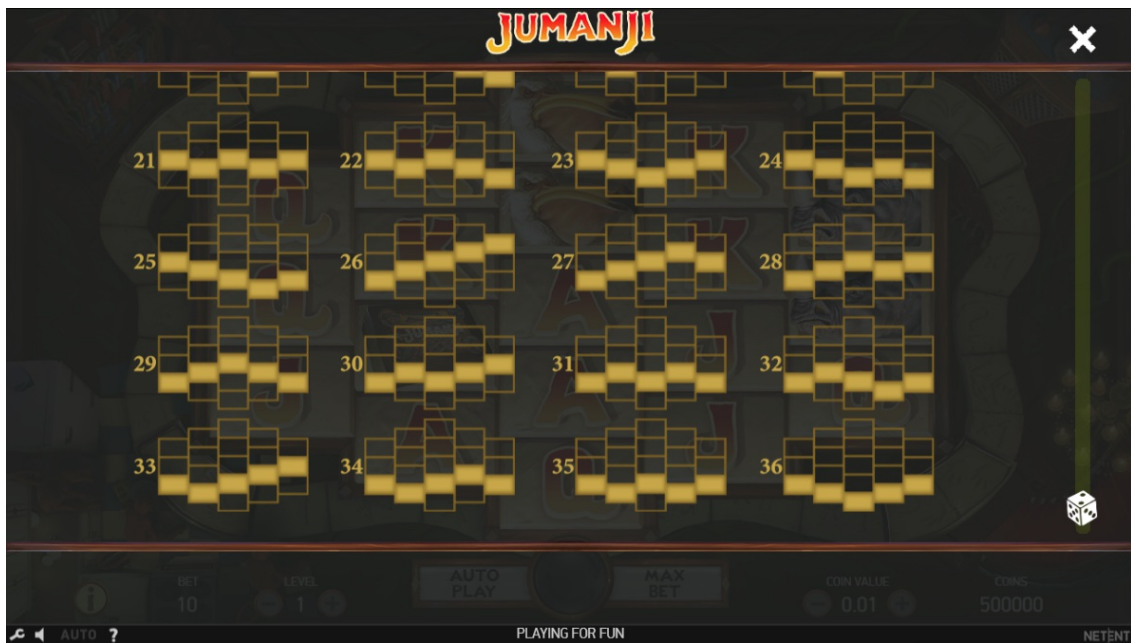 JUMANJI
21 22 23 24
25 26 27 28
29 30 31 32
33 34 35 36
Q K K
K K
Q A K
J A J
A Q J Q
BET LEVEL AUTO PLAY MAX BET COIN VALUE COINS
10 1 0.01 500000
AUTO ? PLAYING FOR FUN NETENT